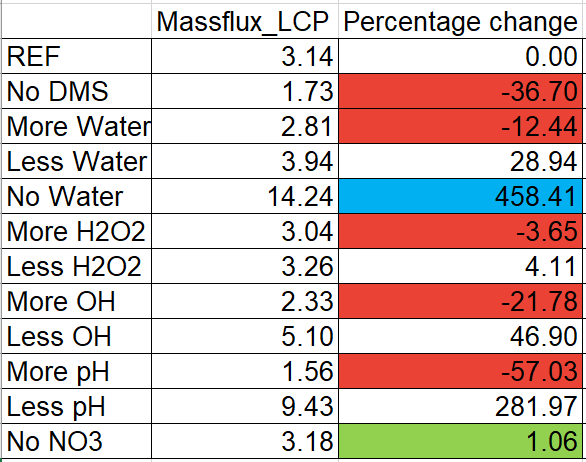 Massflux_LCP Percentage change
REF 3.14 0.00
No DMS 1.73 -36.70
More Water 2.81 -12.44
Less Water 3.94 28.94
No Water 14.24 458.41
More H2O2 3.04 -3.65
Less H2O2 3.26 4.11
More OH 2.33 -21.78
Less OH 5.10 46.90
More pH 1.56 -57.03
Less pH 9.43 281.97
No NO3 3.18 1.06